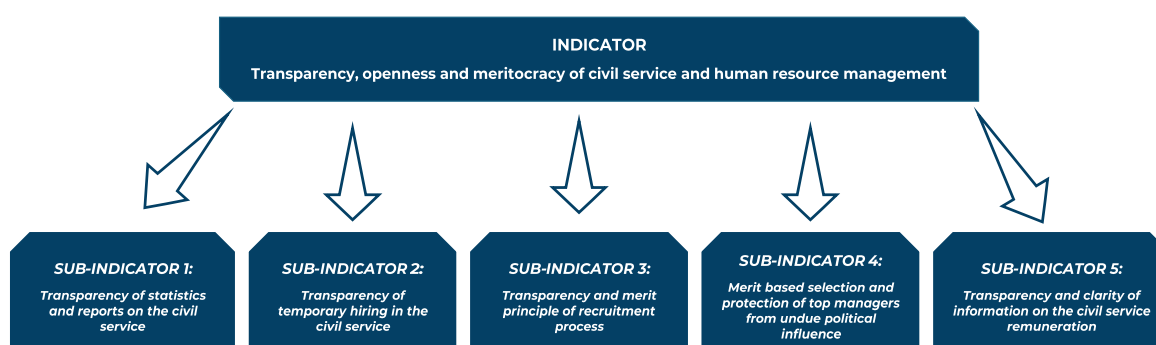 INDICATOR
Transparency, openness and meritocracy of civil service and human resource management
SUB-INDICATOR 1:
Transparency of statistics
and reports on the civil
service
SUB-INDICATOR 2:
Transparency of
temporary hiring in the
civil service
SUB-INDICATOR 3:
Transparency and merit
principle of recruitment
process
SUB-INDICATOR 4:
Merit based selection and
protection of top managers
from undue political
influence
SUB-INDICATOR 5:
Transparency and clarity of
information on the civil service
remuneration